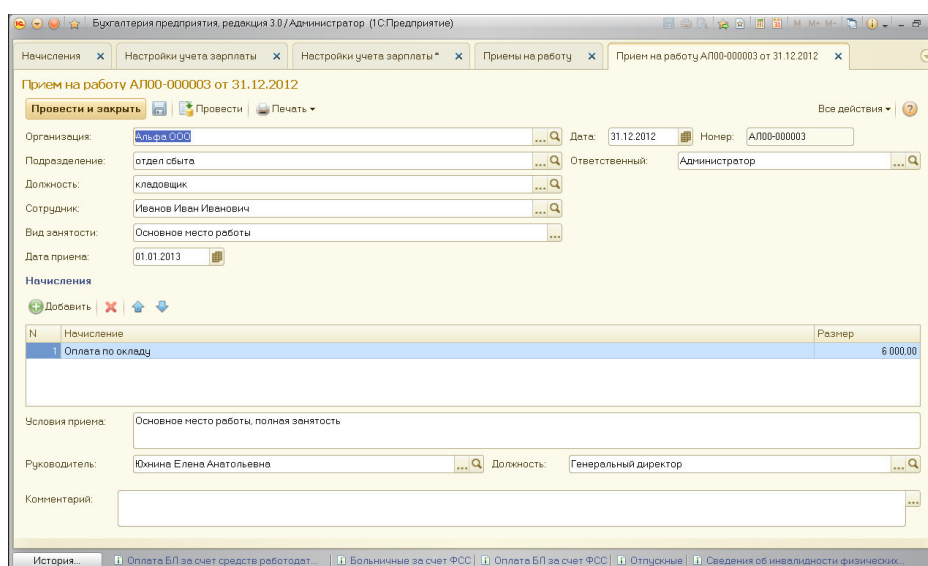 Бухгалтерия предприятия, редакция 3.0 / Администратор (1С:Предприятие) M M+ M-
Начисления Настройки учета зарплаты Настройки учета зарплаты * Приемы на работу Прием на работу АЛ00-000003 от 31.12.2012
Прием на работу АЛ00-000003 от 31.12.2012
Провести и закрыть Провести Печать Все действия
Организация: Альфа ООО ... Дата: 31.12.2012 Номер: АЛ00-000003
Подразделение: отдел сбыта ... Ответственный: Администратор ...
Должность: кладовщик ...
Сотрудник: Иванов Иван Иванович ...
Вид занятости: Основное место работы ...
Дата приема: 01.01.2013
Начисления
Добавить
N Начисление Размер
1 Оплата по окладу 6 000,00
Условия приема: Основное место работы, полная занятость
Руководитель: Юхнина Елена Анатольевна ... Должность: Генеральный директор ...
Комментарий: ...
История... Оплата БЛ за счет средств работодат... Больничные за счет ФСС Оплата БЛ за счет ФСС Отпускные Сведения об инвалидности физических...